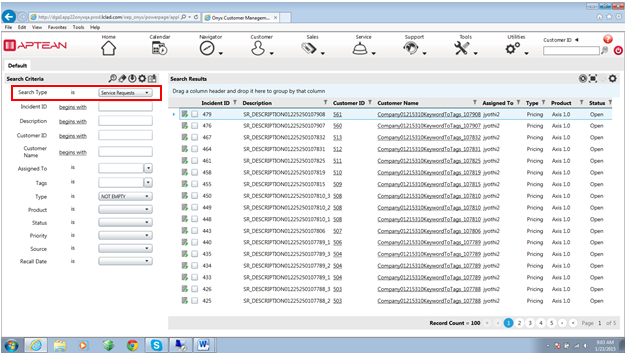 Onyx Customer Managemen...
File Edit View Favorites Tools Help
APTEAN
Home Calendar Navigator Customer Sales Service Support Tools Utilities Customer ID
Default
Search Criteria
Search Type is Service Requests
Incident ID begins with
Description begins with
Customer ID begins with
Customer Name begins with
Assigned To is
Tags is
Type is NOT EMPTY
Product is
Status is
Priority is
Source is
Recall Date is
Search Results
Drag a column header and drop it here to group by that column
Incident ID Description Customer ID Customer Name Assigned To Type Product Status
479 SR_DESCRIPTION01225250107908 561 Company01215310KeywordToTags_107908 jyothi2 Pricing Axis 1.0 Open
476 SR_DESCRIPTION01225250107907 560 Company01215310KeywordToTags_107907 jyothi2 Pricing Axis 1.0 Open
467 SR_DESCRIPTION01225250107832 513 Company01215310KeywordToTags_107832 jyothi2 Pricing Axis 1.0 Open
464 SR_DESCRIPTION01225250107831 512 Company01215310KeywordToTags_107831 jyothi2 Pricing Axis 1.0 Open
461 SR_DESCRIPTION01225250107825 511 Company01215310KeywordToTags_107825 jyothi2 Pricing Axis 1.0 Open
458 SR_DESCRIPTION01225250107819 510 Company01215310KeywordToTags_107819 jyothi2 Pricing Axis 1.0 Open
455 SR_DESCRIPTION01225250107815 509 Company01215310KeywordToTags_107815 jyothi2 Pricing Axis 1.0 Open
450 SR_DESCRIPTION01225250107810_3 508 Company01215310KeywordToTags_107810 jyothi2 Pricing Axis 1.0 Open
449 SR_DESCRIPTION01225250107810_2 508 Company01215310KeywordToTags_107810 jyothi2 Pricing Axis 1.0 Open
448 SR_DESCRIPTION01225250107810_1 508 Company01215310KeywordToTags_107810 jyothi2 Pricing Axis 1.0 Open
443 SR_DESCRIPTION01225250107806 507 Company01215310KeywordToTags_107806 jyothi2 Pricing Axis 1.0 Open
440 SR_DESCRIPTION01225250107789_1 506 Company01215310KeywordToTags_107789 jyothi2 Pricing Axis 1.0 Open
435 SR_DESCRIPTION01225250107789_3 504 Company01215310KeywordToTags_107789 jyothi2 Pricing Axis 1.0 Open
434 SR_DESCRIPTION01225250107789_2 504 Company01215310KeywordToTags_107789 jyothi2 Pricing Axis 1.0 Open
433 SR_DESCRIPTION01225250107789_1 504 Company01215310KeywordToTags_107789 jyothi2 Pricing Axis 1.0 Open
426 SR_DESCRIPTION01225250107788_3 503 Company01215310KeywordToTags_107788 jyothi2 Pricing Axis 1.0 Open
425 SR_DESCRIPTION01225250107788_2 503 Company01215310KeywordToTags_107788 jyothi2 Pricing Axis 1.0 Open
Record Count = 100 1 2 3 4 5 Page 1 of 5
9:03 AM
1/23/2015